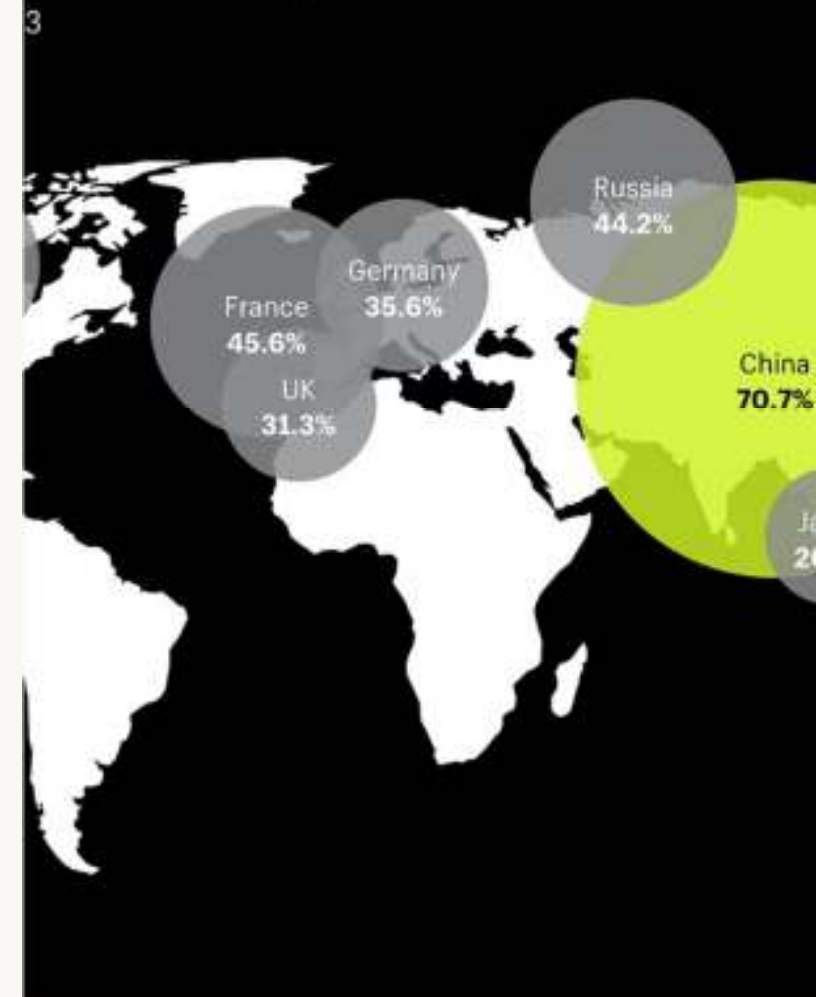 3
Russia
44.2%
Germany
35.6%
France
45.6%
China
70.7%
UK
31.3%